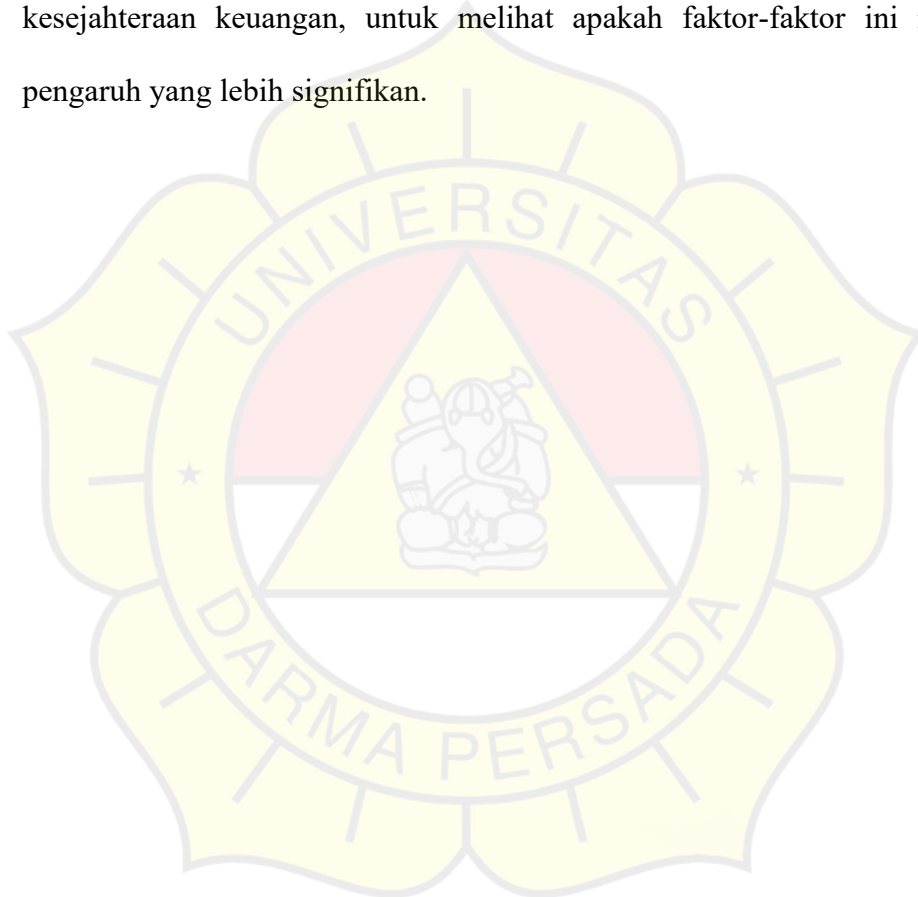 kesejahteraan keuangan, untuk melihat apakah faktor-faktor ini
pengaruh yang lebih signifikan.
UNIVERSITAS
DARMA PERSADA